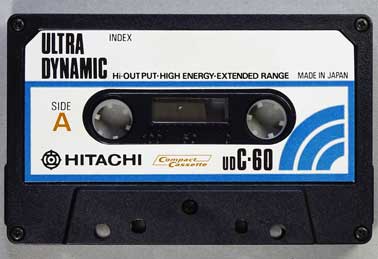 ULTRA
DYNAMIC
INDEX
Hi-OUTPUT-HIGH ENERGY-EXTENDED RANGE
MADE IN JAPAN
SIDE
A
HITACHI
Compact
Cassette
UDC-60